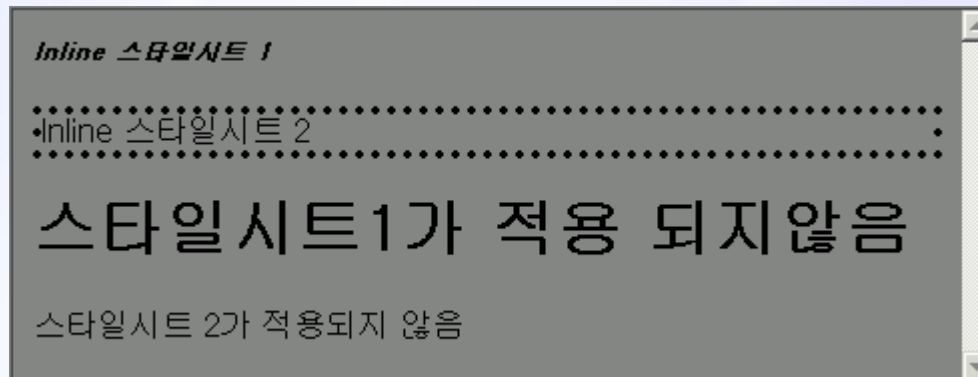 Inline 스타일시트 1
Inline 스타일시트 2
스타일시트1가 적용 되지않음
스타일시트 2가 적용되지 않음